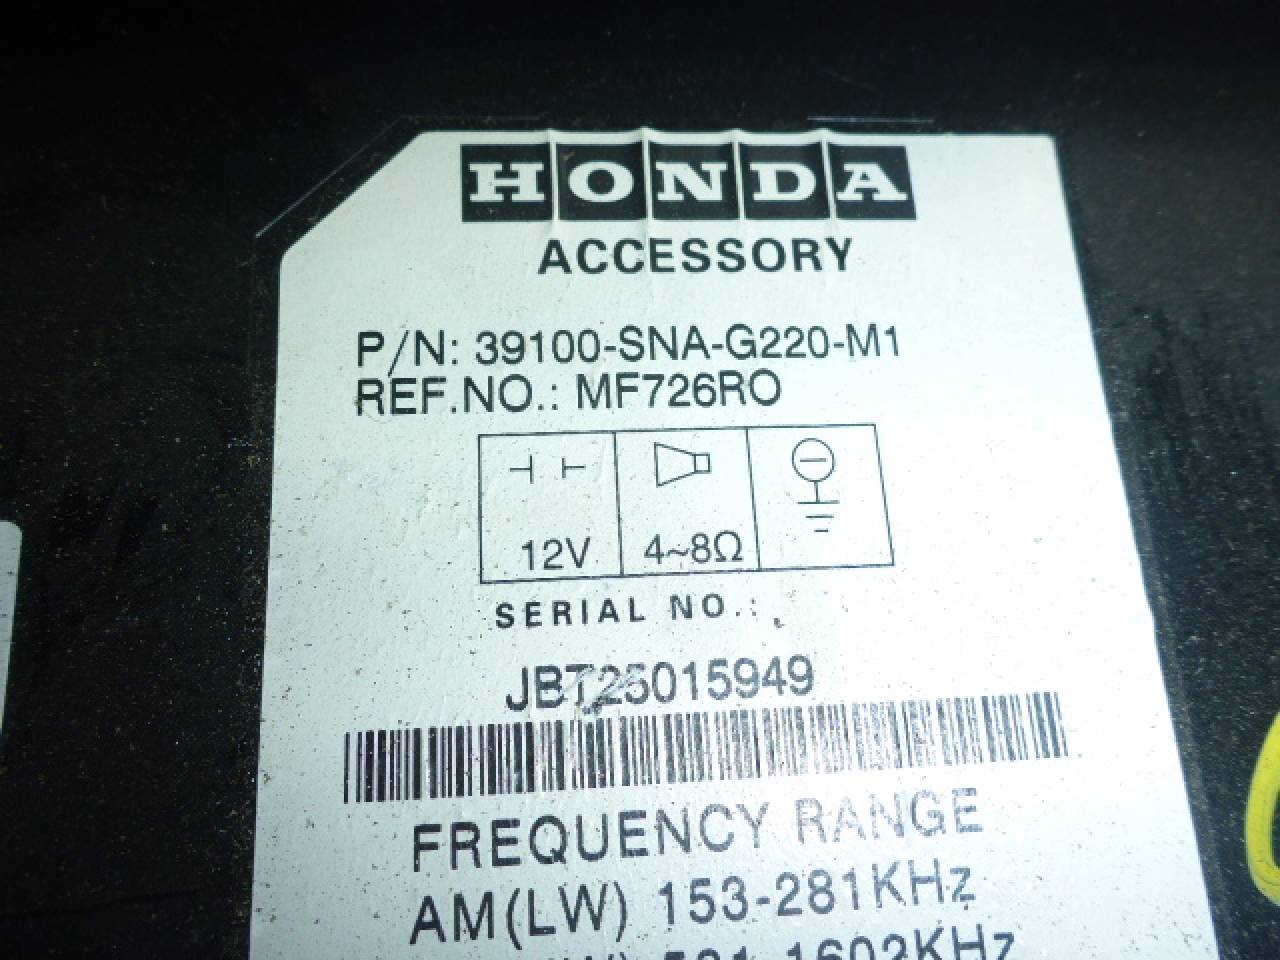 HONDA
ACCESSORY
P/N: 39100-SNA-G220-M1
REF.NO.: MF726RO
12V 4~8Ω
SERIAL NO.:
JBT25015949
FREQUENCY RANGE
AM(LW) 153-281KHz